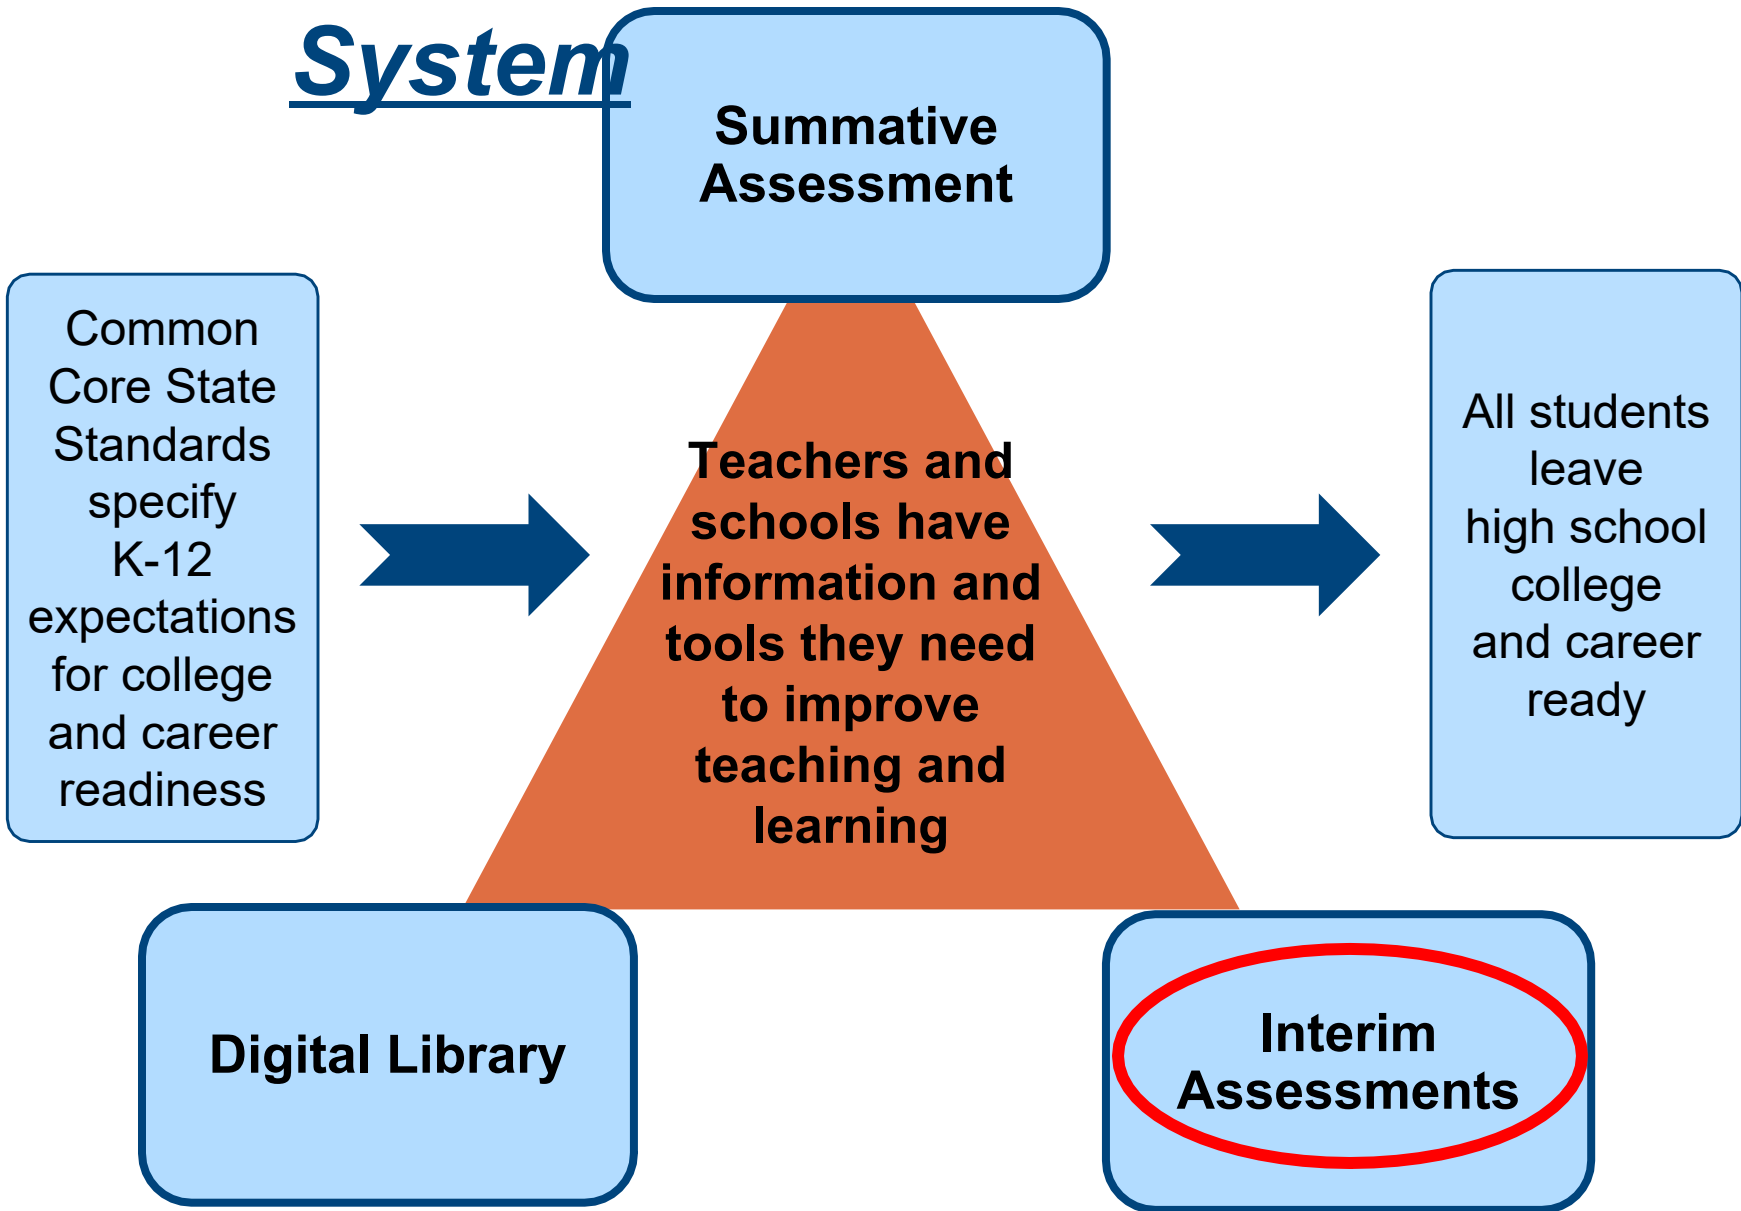 System
Summative
Assessment
Common
Core State
Standards
specify
K-12
expectations
for college
and career
readiness
Teachers and
schools have
information and
tools they need
to improve
teaching and
learning
All students
leave
high school
college
and career
ready
Digital Library
Interim
Assessments